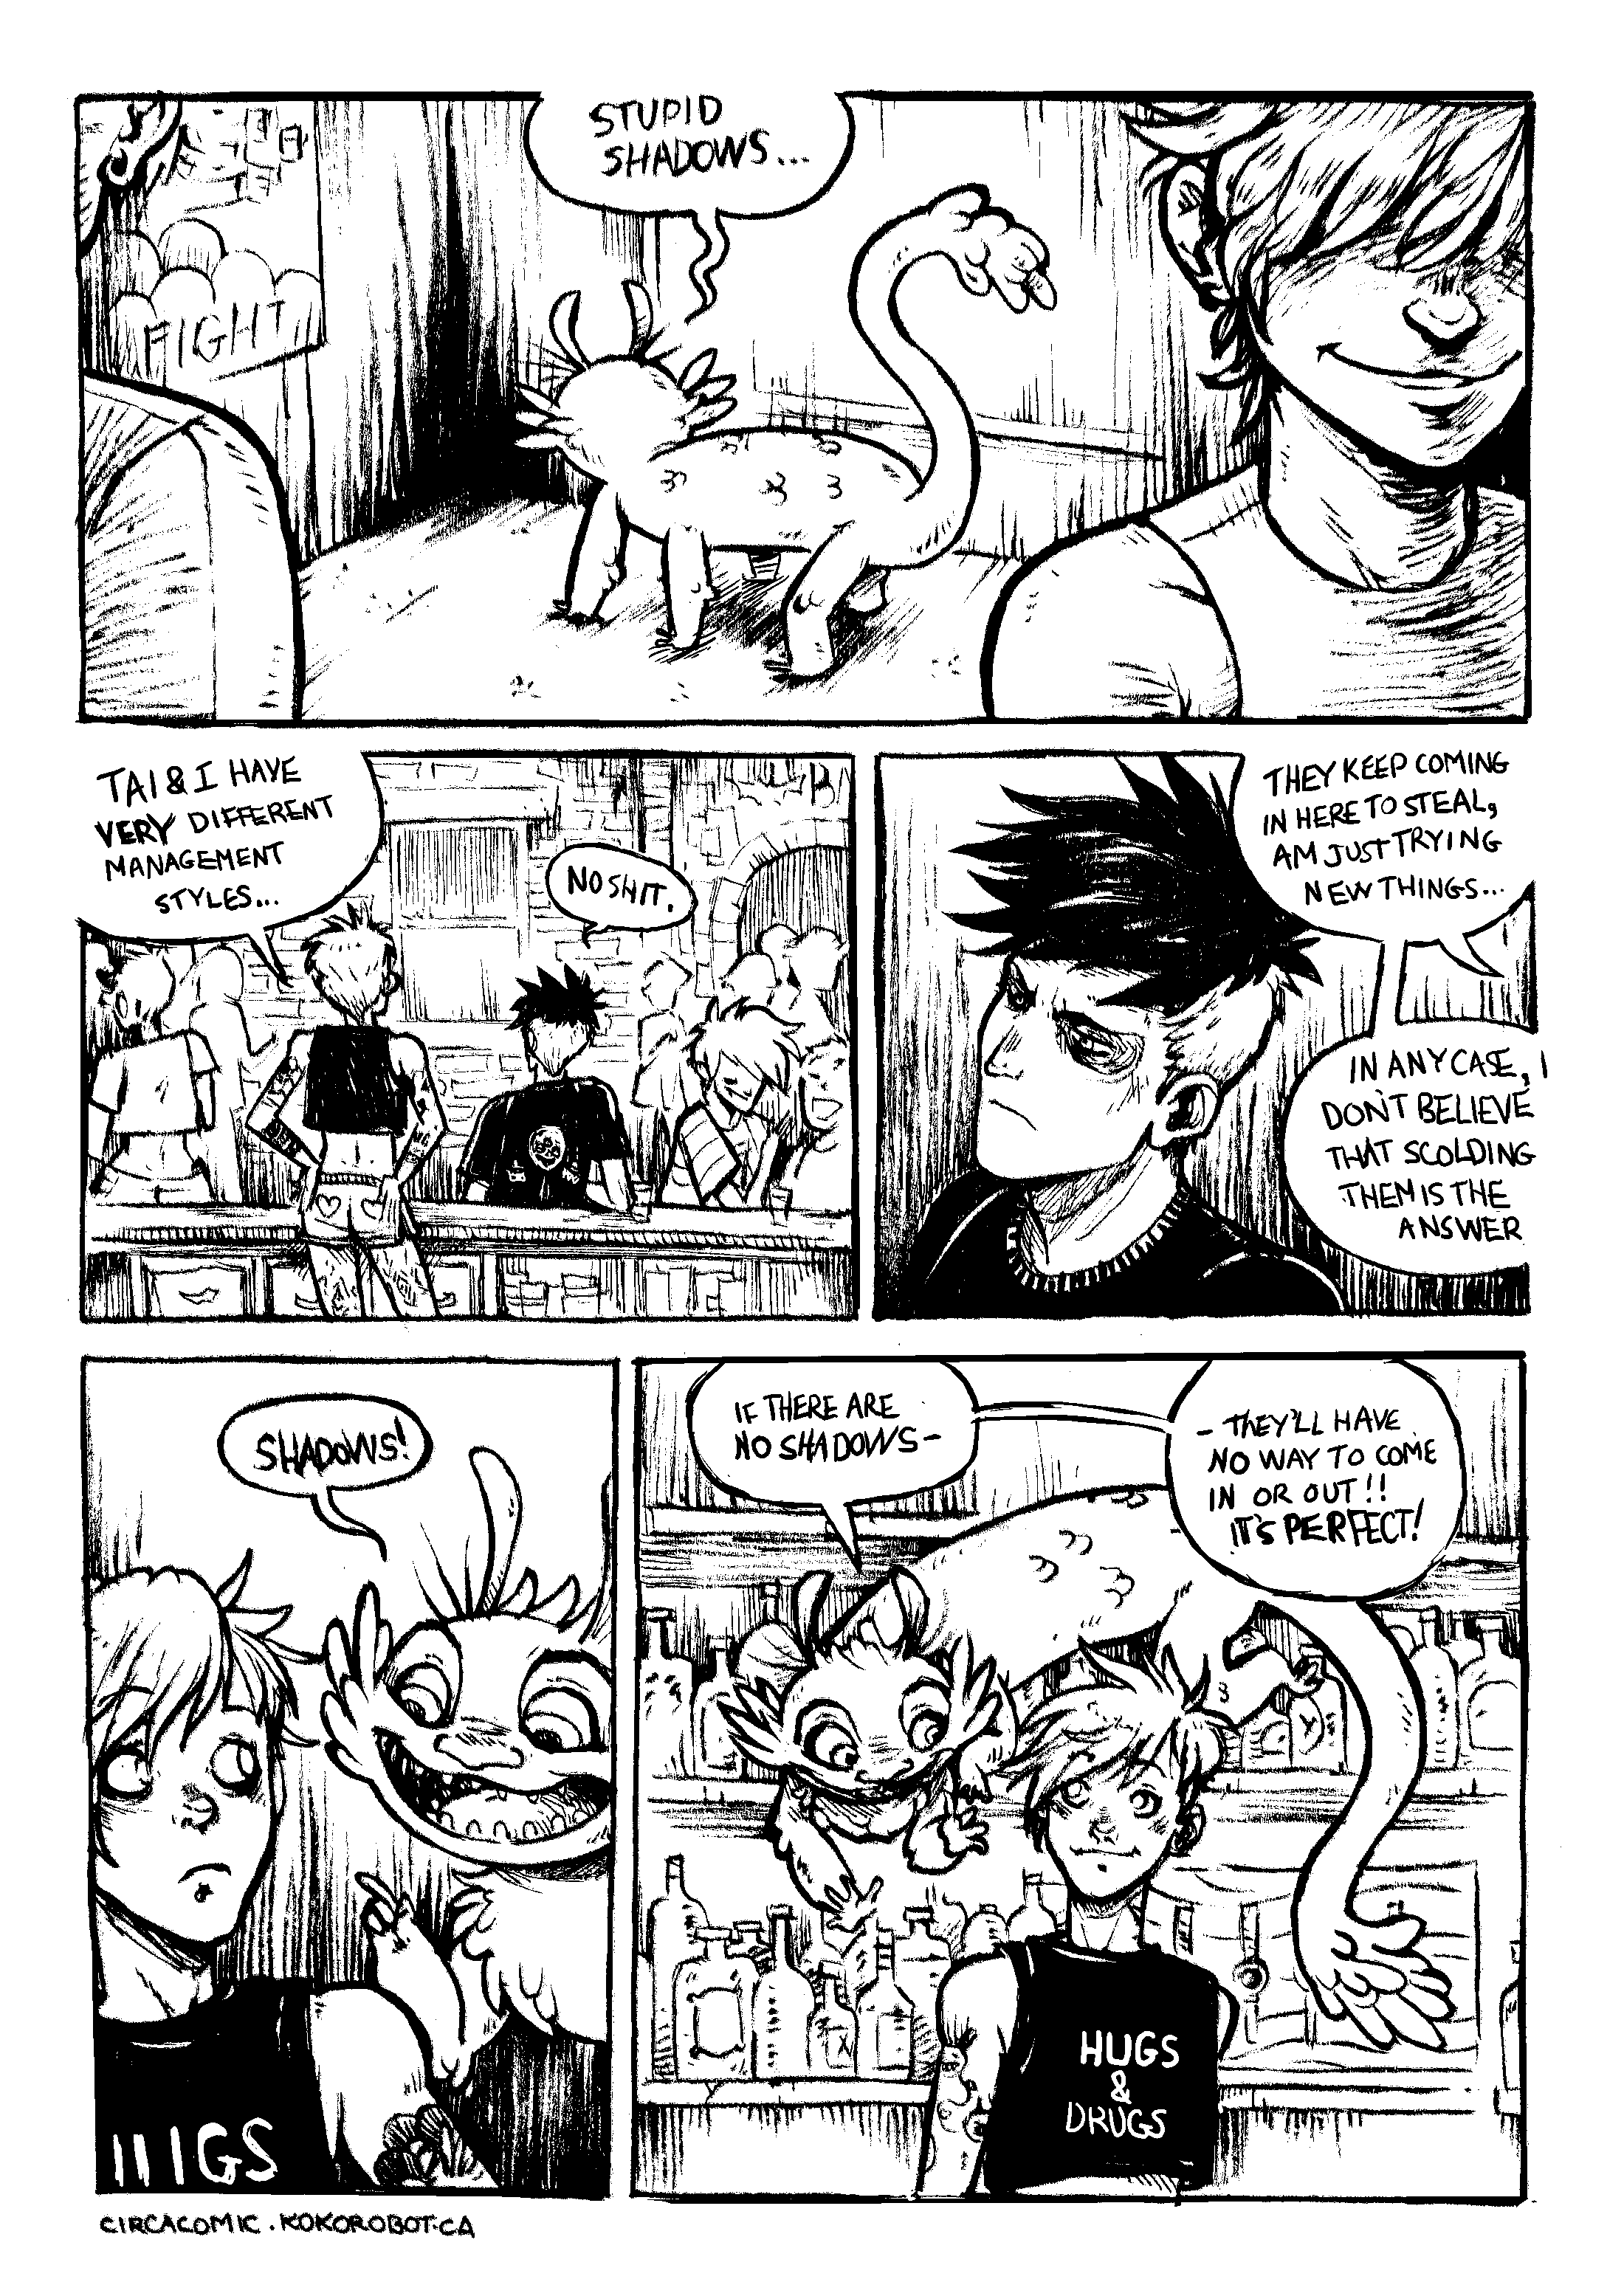 STUPID
SHADOWS...
FIGHT
TAI & I HAVE
VERY DIFFERENT
MANAGEMENT
STYLES...
NO SHIT.
THEY KEEP COMING
IN HERE TO STEAL,
AM JUST TRYING
NEW THINGS...
IN ANY CASE, I
DON'T BELIEVE
THAT SCOLDING
THEM IS THE
ANSWER
SHADOWS!
IF THERE ARE
NO SHADOWS -
- THEY'LL HAVE
NO WAY TO COME
IN OR OUT!!
IT'S PERFECT!
HUGS
&
DRUGS
CIRCACOMIC.KOKOROBOT.CA